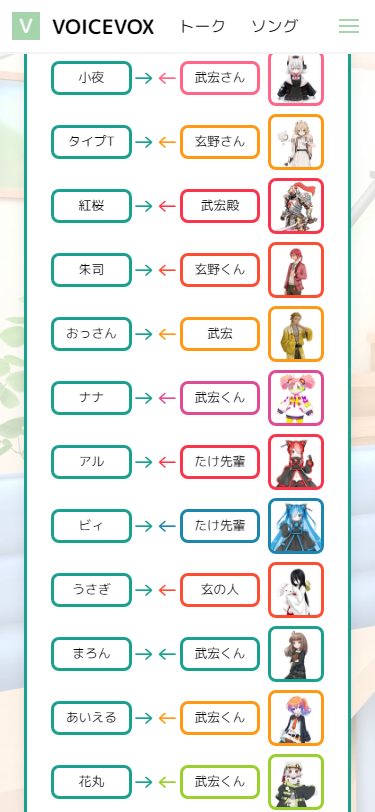 V VOICEVOX トーク ソング
小夜 → ← 武宏さん
タイプT → ← 玄野さん
紅桜 → ← 武宏殿
朱司 → ← 玄野くん
おっさん → ← 武宏
ナナ → ← 武宏くん
アル → ← たけ先輩
ビィ → ← たけ先輩
うさぎ → ← 玄の人
まろん → ← 武宏くん
あいえる → ← 武宏くん
花丸 → ← 武宏くん